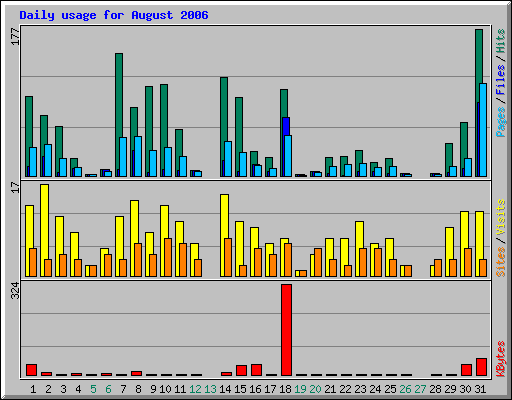 Daily usage for August 2006
177
Pages / Files / Hits
17
Sites / Visits
324
KBytes
1 2 3 4 5 6 7 8 9 10 11 12 13 14 15 16 17 18 19 20 21 22 23 24 25 26 27 28 29 30 31